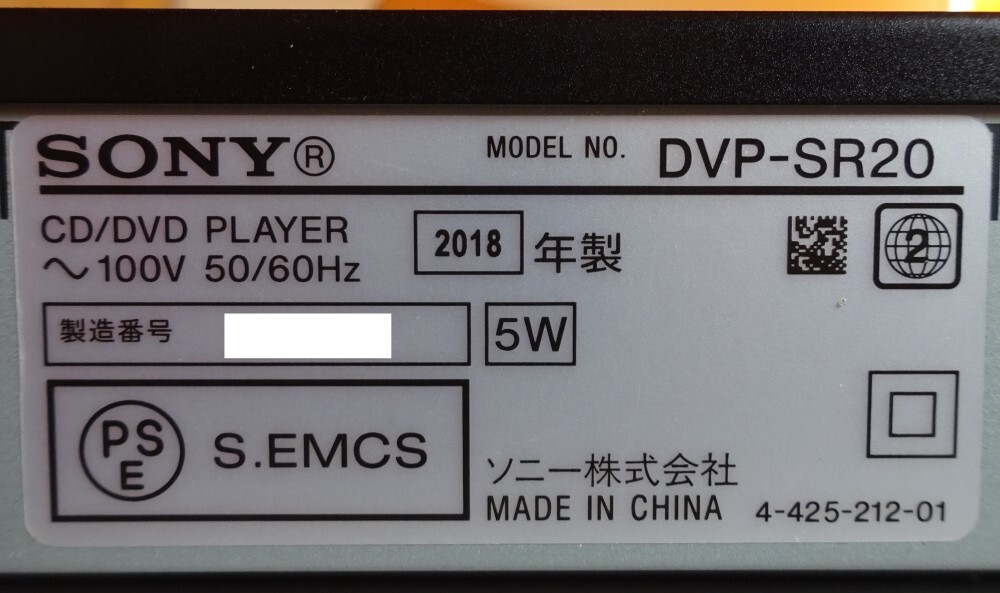 SONY® MODEL NO. DVP-SR20
CD/DVD PLAYER
～100V 50/60Hz
2018 年製
2
製造番号
5W
PSE S.EMCS
ソニー株式会社
MADE IN CHINA 4-425-212-01